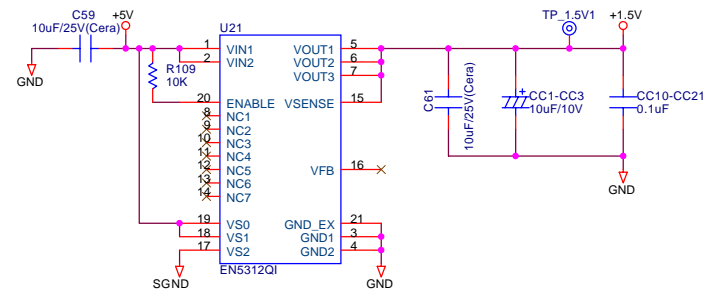 C59
10uF/25V(Cera)
+5V
GND
R109
10K
U21
1 VIN1 VOUT1 5
2 VIN2 VOUT2 6
VOUT3 7
20 ENABLE VSENSE 15
8 NC1
9 NC2
10 NC3
11 NC4
12 NC5 VFB 16
13 NC6
14 NC7
19 VS0 GND_EX 21
18 VS1 GND1 3
17 VS2 GND2 4
EN5312QI
SGND
GND
TP_1.5V1
+1.5V
C61
10uF/25V(Cera)
+
CC1-CC3
10uF/10V
CC10-CC21
0.1uF
GND